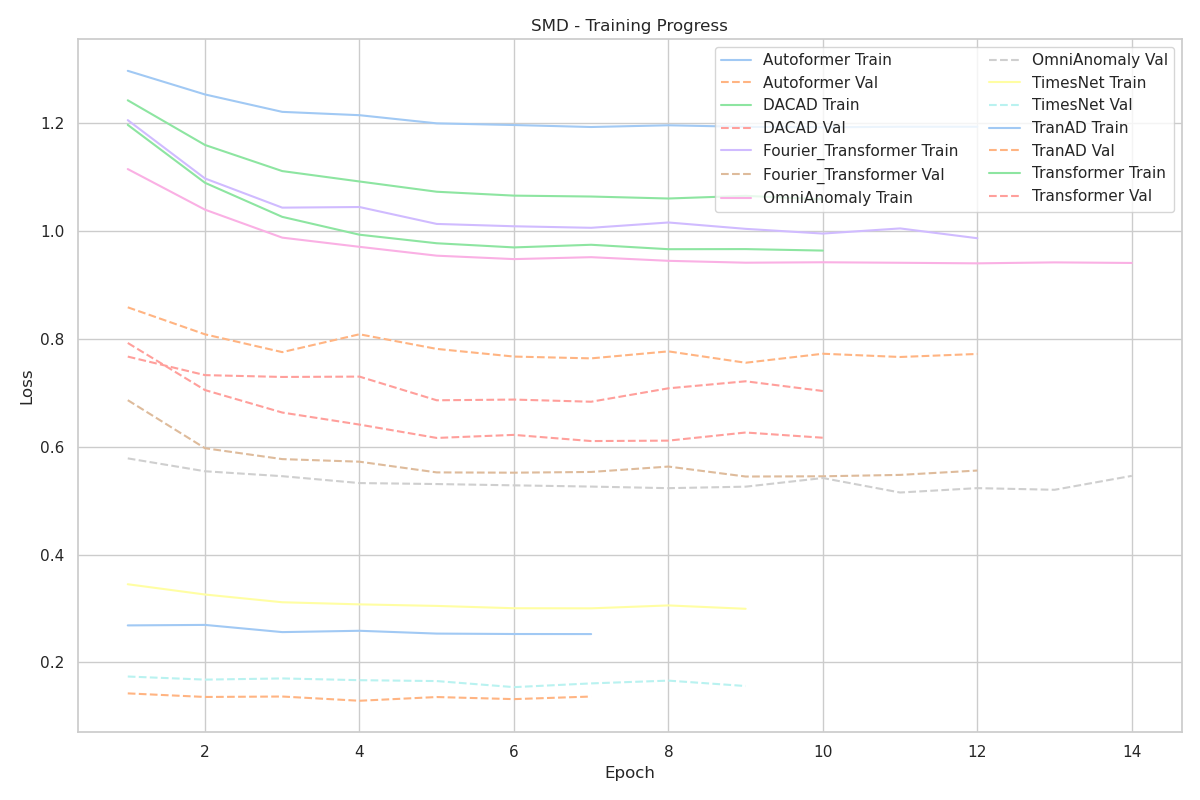 SMD - Training Progress
Autoformer Train
Autoformer Val
DACAD Train
DACAD Val
Fourier_Transformer Train
Fourier_Transformer Val
OmniAnomaly Train
OmniAnomaly Val
TimesNet Train
TimesNet Val
TranAD Train
TranAD Val
Transformer Train
Transformer Val
Loss
1.2
1.0
0.8
0.6
0.4
0.2
2 4 6 8 10 12 14
Epoch